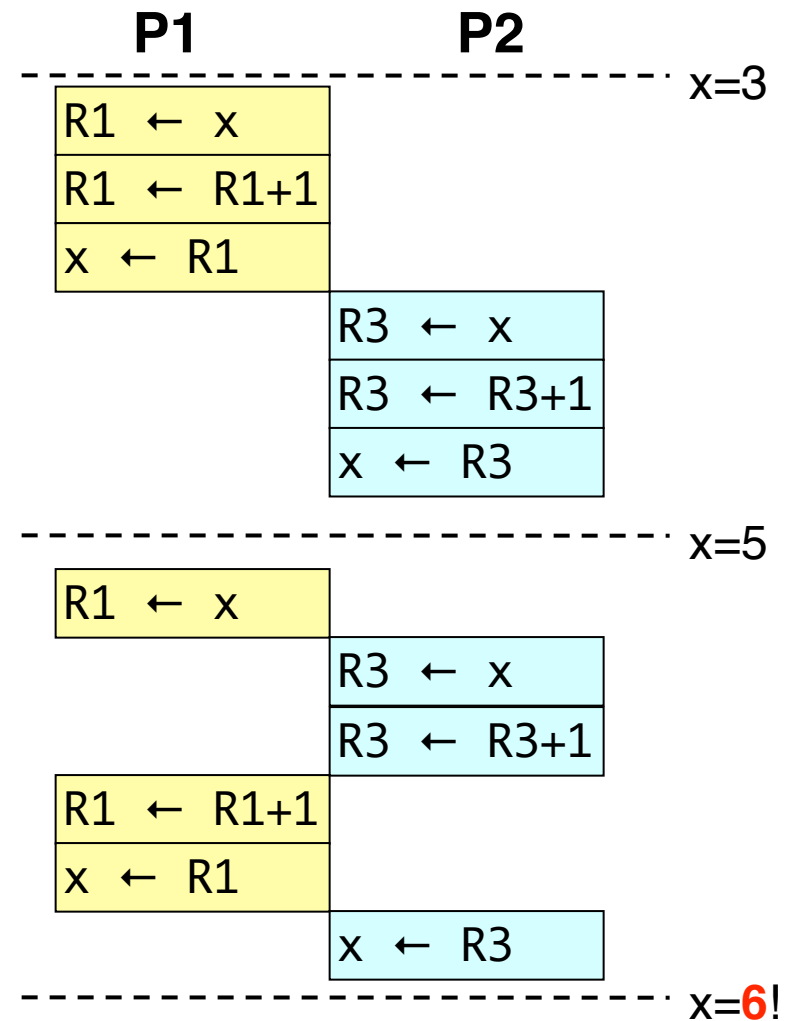 P1 P2
x=3
R1 ← x
R1 ← R1+1
x ← R1
R3 ← x
R3 ← R3+1
x ← R3
x=5
R1 ← x
R3 ← x
R3 ← R3+1
R1 ← R1+1
x ← R1
x ← R3
x=6!